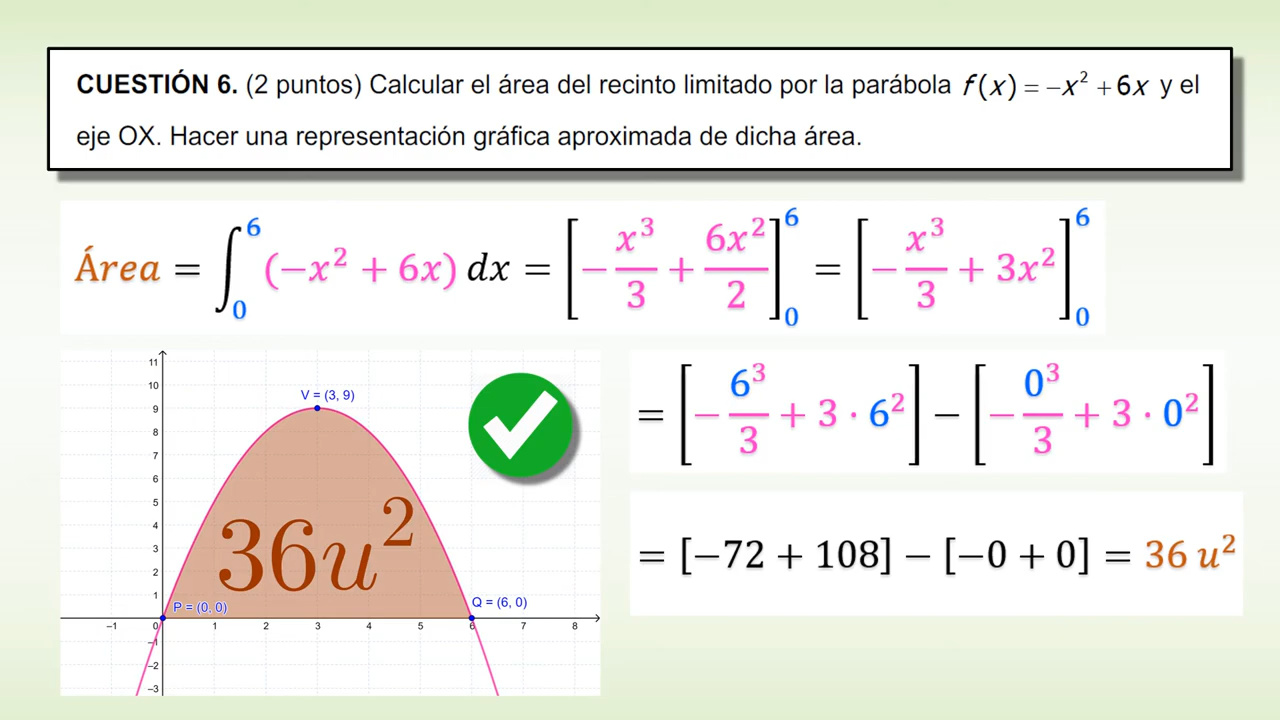 CUESTIÓN 6. (2 puntos) Calcular el área del recinto limitado por la parábola f(x) = −x² + 6x y el
eje OX. Hacer una representación gráfica aproximada de dicha área.
Área = ∫₀⁶ (−x² + 6x) dx = [−x³/3 + 6x²/2]₀⁶ = [−x³/3 + 3x²]₀⁶
= [−6³/3 + 3 · 6²] − [−0³/3 + 3 · 0²]
= [−72 + 108] − [−0 + 0] = 36 u²
11
10
V = (3, 9)
9
8
7
6
5
4
3
2
1
36u²
P = (0, 0)
Q = (6, 0)
−1 0 1 2 3 4 5 6 7 8
−1
−2
−3